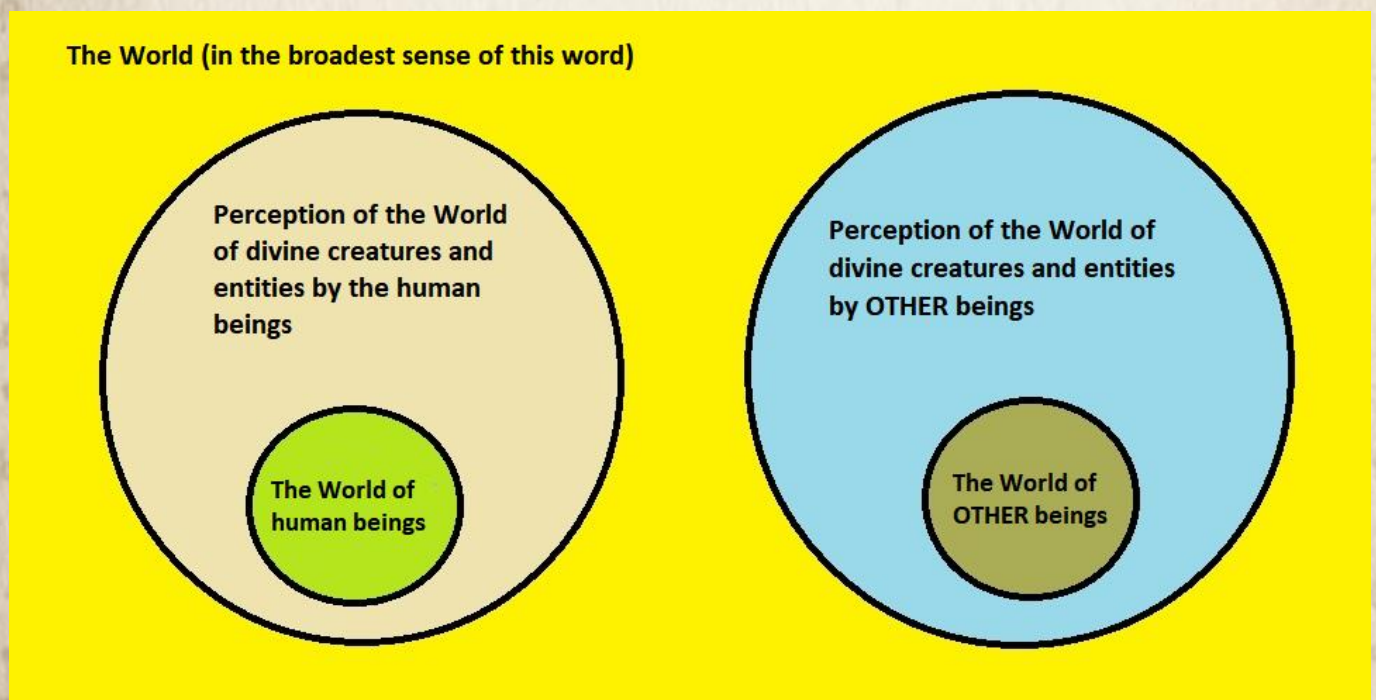 The World (in the broadest sense of this word)
Perception of the World
of divine creatures and
entities by the human
beings
The World of
human beings
Perception of the World of
divine creatures and entities
by OTHER beings
The World of
OTHER beings